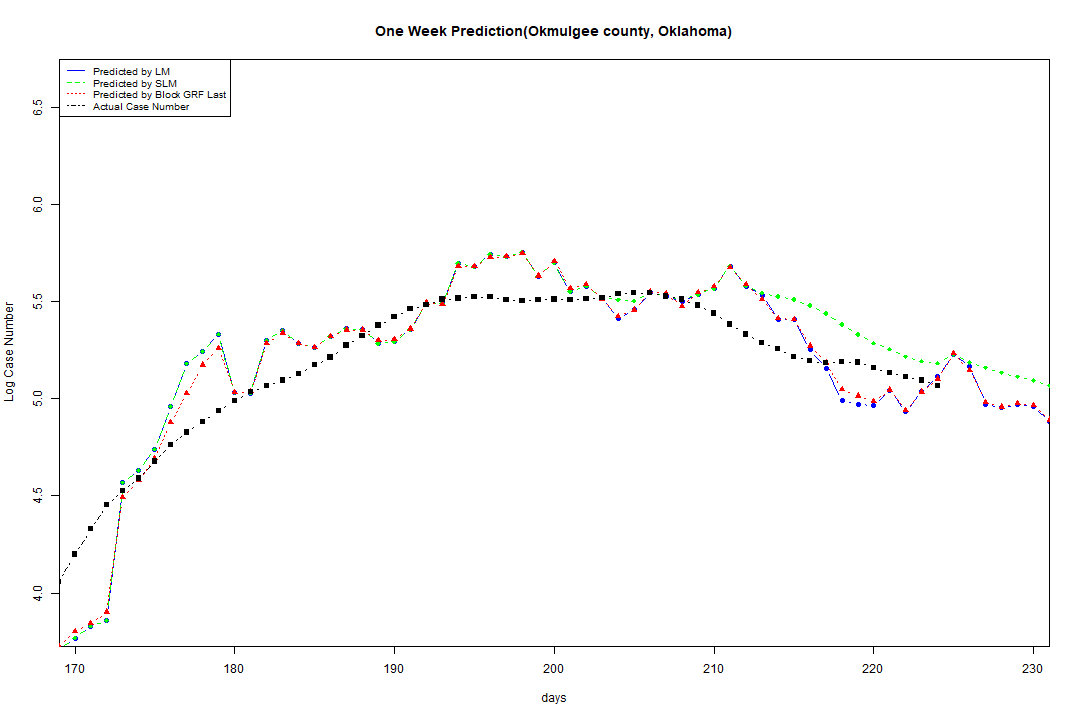 One Week Prediction(Okmulgee county, Oklahoma)
Predicted by LM
Predicted by SLM
Predicted by Block GRF Last
Actual Case Number
6.5
6.0
5.5
5.0
4.5
4.0
Log Case Number
170 180 190 200 210 220 230
days